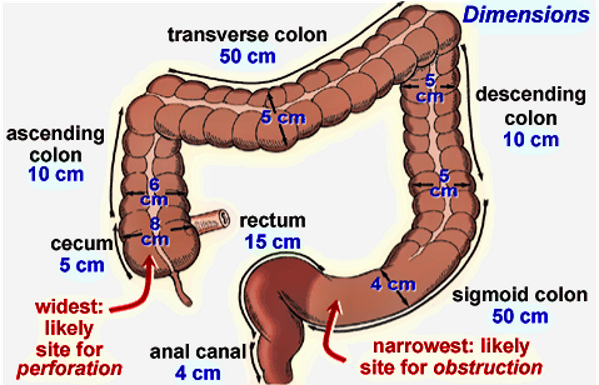 Dimensions
transverse colon
50 cm
5 cm
5
cm
descending
colon
10 cm
ascending
colon
10 cm
6
cm
8
cm
cecum
5 cm
rectum
15 cm
5
cm
4 cm
sigmoid colon
50 cm
widest:
likely
site for
perforation
anal canal
4 cm
narrowest: likely
site for obstruction